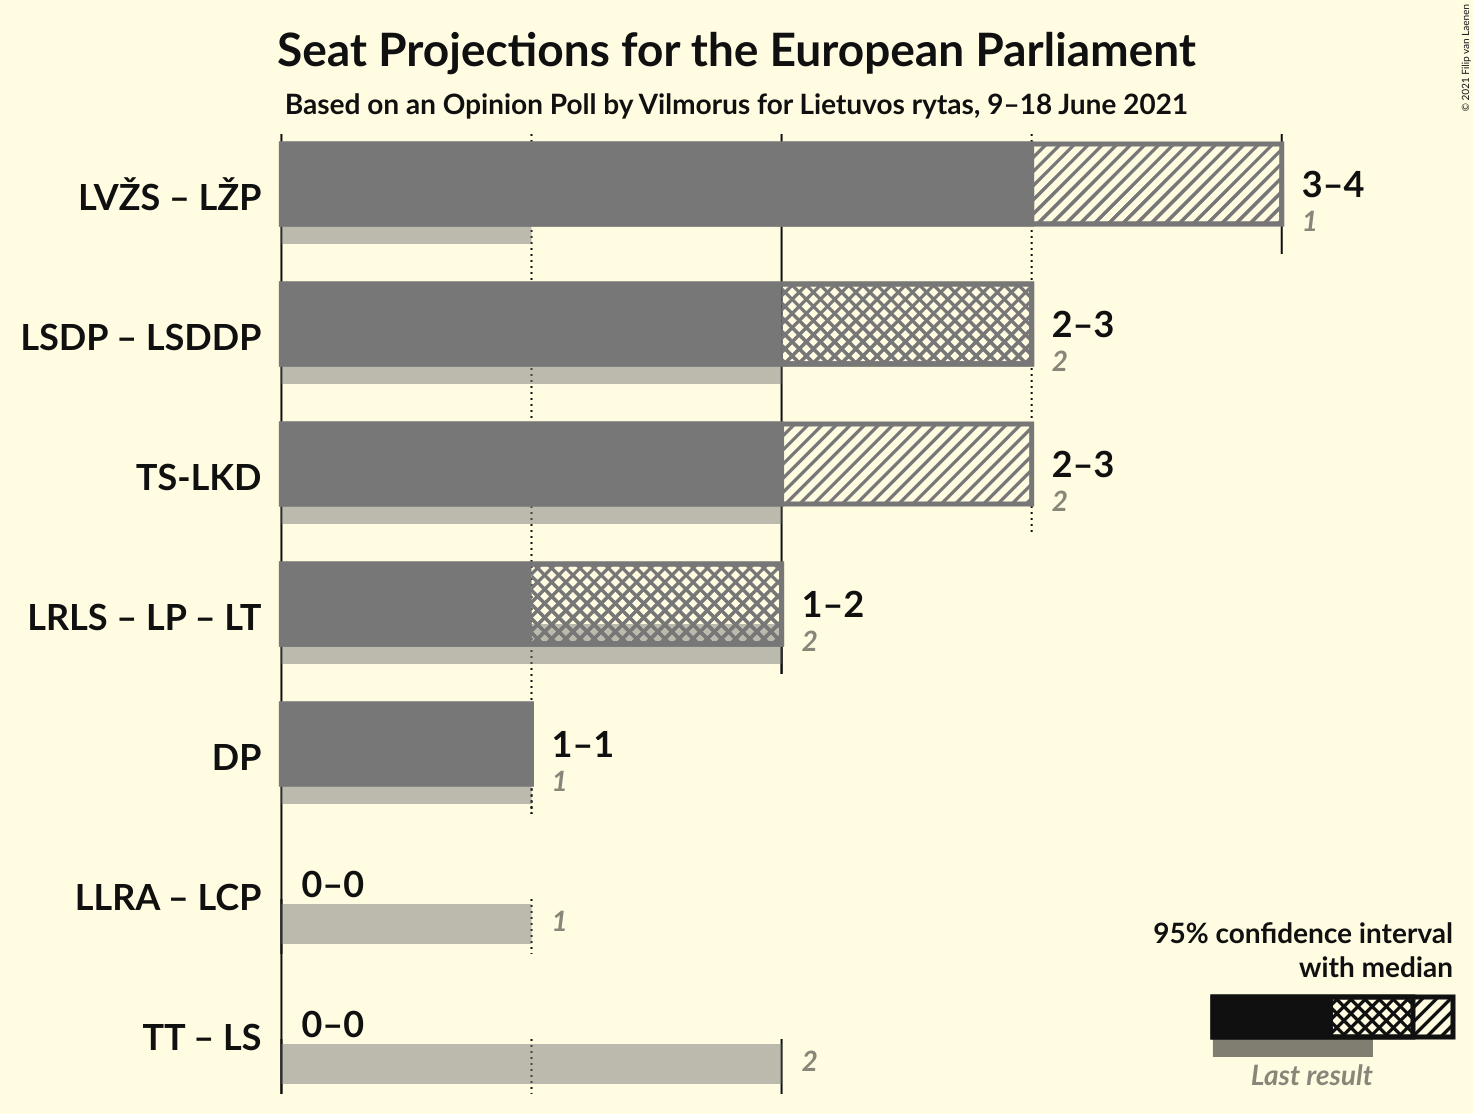 Seat Projections for the European Parliament
Based on an Opinion Poll by Vilmorus for Lietuvos rytas, 9–18 June 2021
© 2021 Filip van Laenen
LVŽS – LŽP
3–4
1
LSDP – LSDDP
2–3
2
TS-LKD
2–3
2
LRLS – LP – LT
1–2
2
DP
1–1
1
LLRA – LCP
0–0
1
TT – LS
0–0
2
95% confidence interval
with median
Last result